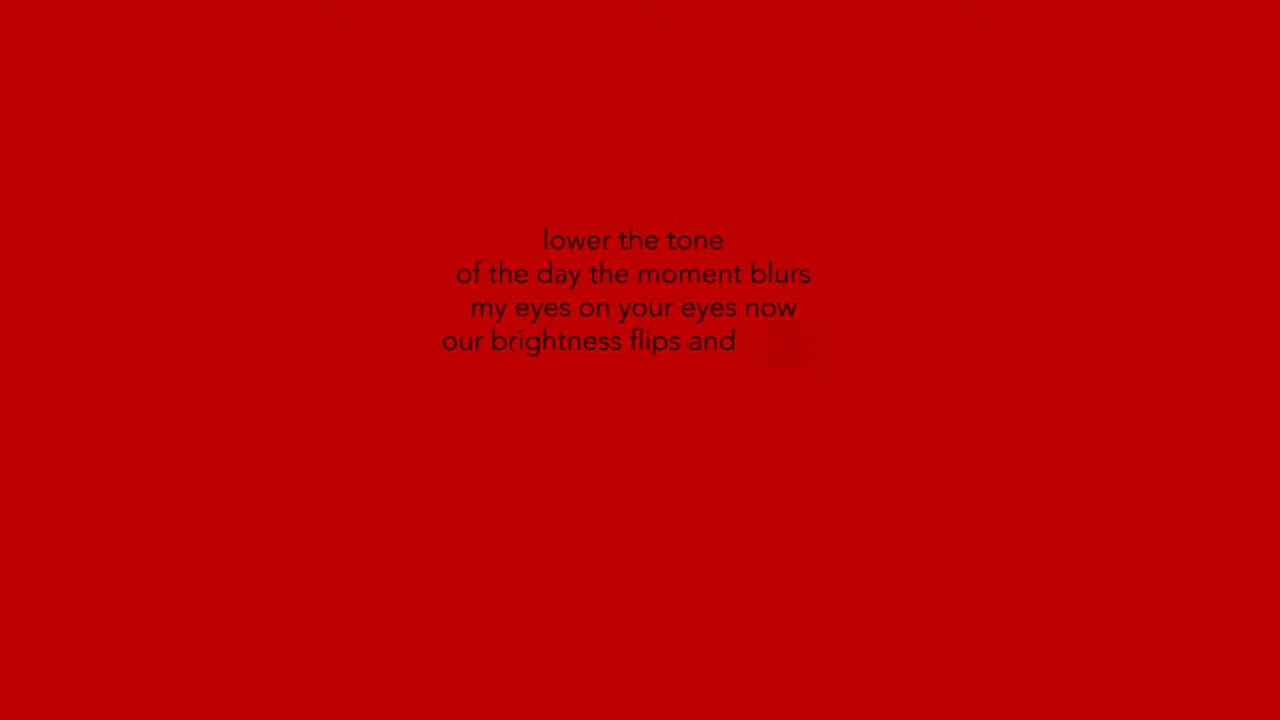 lower the tone
of the day the moment blurs
my eyes on your eyes now
our brightness flips and